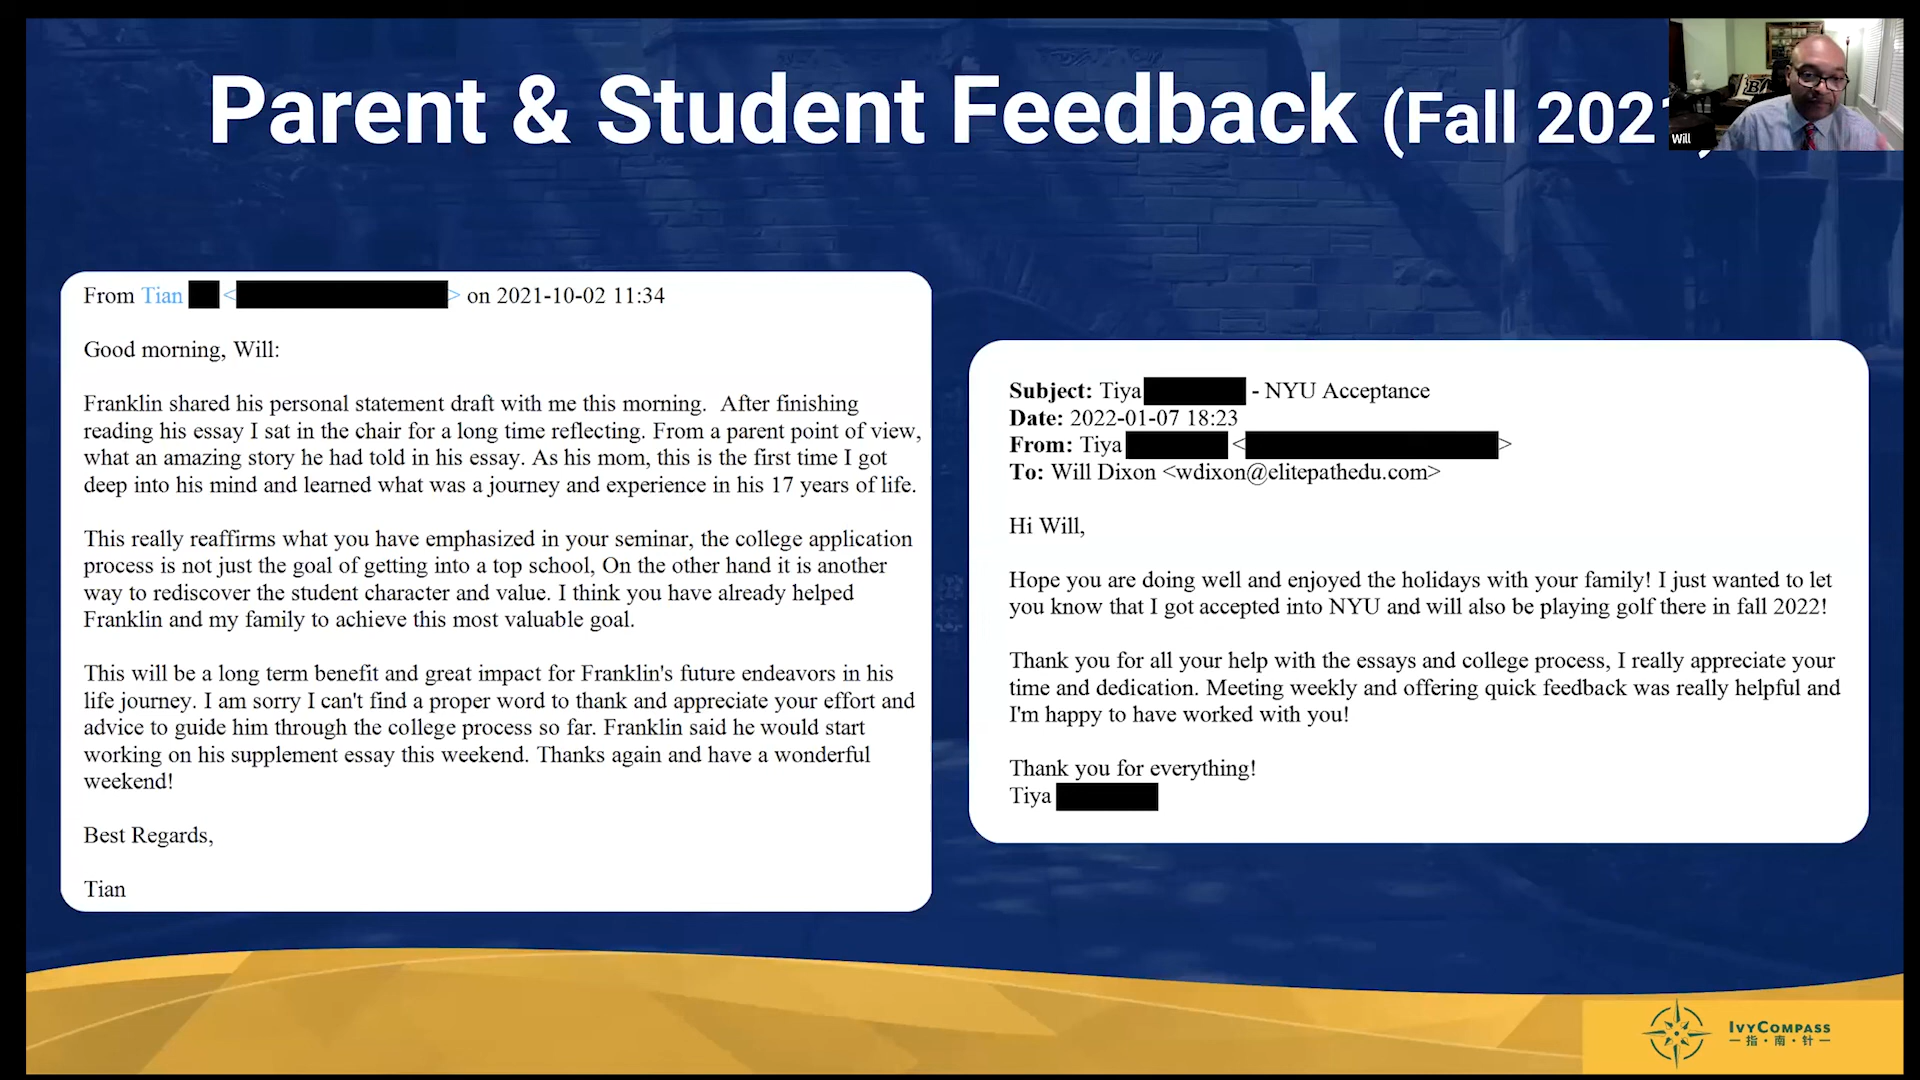 Parent & Student Feedback (Fall 202
Will
From Tian < > on 2021-10-02 11:34
Good morning, Will:
Franklin shared his personal statement draft with me this morning.  After finishing
reading his essay I sat in the chair for a long time reflecting. From a parent point of view,
what an amazing story he had told in his essay. As his mom, this is the first time I got
deep into his mind and learned what was a journey and experience in his 17 years of life.
This really reaffirms what you have emphasized in your seminar, the college application
process is not just the goal of getting into a top school, On the other hand it is another
way to rediscover the student character and value. I think you have already helped
Franklin and my family to achieve this most valuable goal.
This will be a long term benefit and great impact for Franklin's future endeavors in his
life journey. I am sorry I can't find a proper word to thank and appreciate your effort and
advice to guide him through the college process so far. Franklin said he would start
working on his supplement essay this weekend. Thanks again and have a wonderful
weekend!
Best Regards,
Tian
Subject: Tiya - NYU Acceptance
Date: 2022-01-07 18:23
From: Tiya < >
To: Will Dixon <wdixon@elitepathedu.com>
Hi Will,
Hope you are doing well and enjoyed the holidays with your family! I just wanted to let
you know that I got accepted into NYU and will also be playing golf there in fall 2022!
Thank you for all your help with the essays and college process, I really appreciate your
time and dedication. Meeting weekly and offering quick feedback was really helpful and
I'm happy to have worked with you!
Thank you for everything!
Tiya
IVYCOMPASS
指·南·针